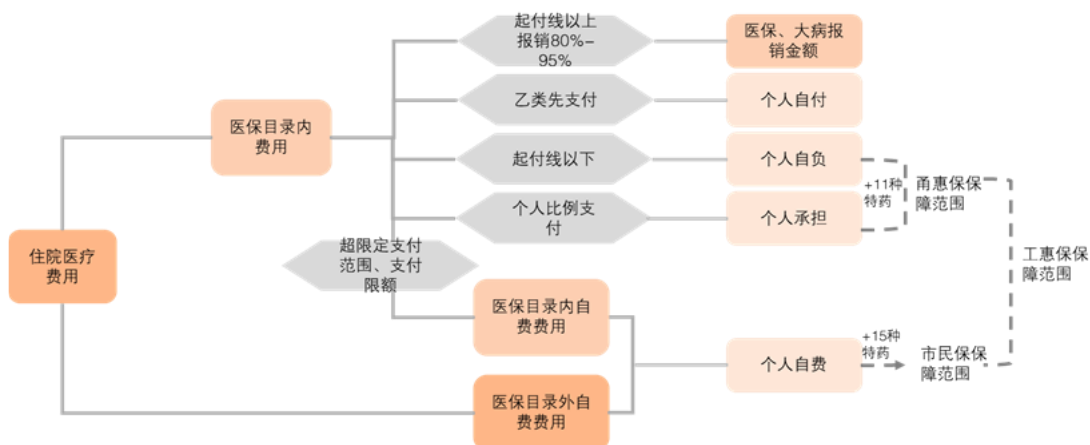 起付线以上
报销80%-
95%
医保、大病报
销金额
乙类先支付
个人自付
医保目录内
费用
起付线以下
个人自负
+11种
特药
甬惠保保
障范围
个人比例支
付
个人承担
住院医疗
费用
超限定支付
范围、支付
限额
工惠保保
障范围
医保目录内自
费费用
个人自费
+15种
特药
市民保保
障范围
医保目录外自
费费用